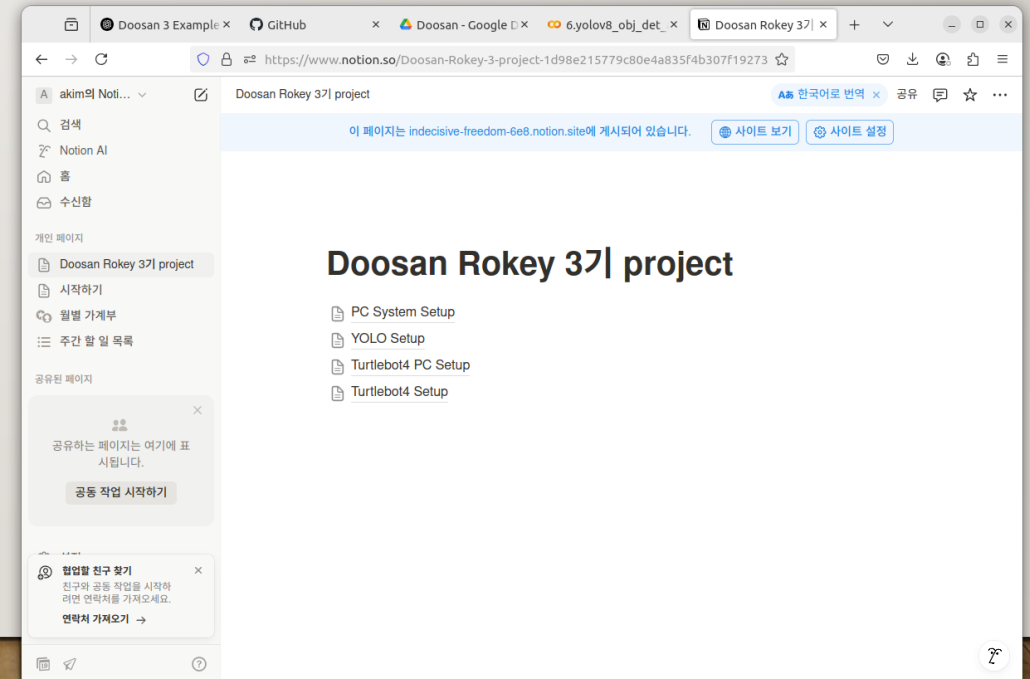 Doosan 3 Example
GitHub
Doosan - Google D
6.yolov8_obj_det_
Doosan Rokey 3기
https://www.notion.so/Doosan-Rokey-3-project-1d98e215779c80e4a835f4b307f19273
A akim의 Noti…
Doosan Rokey 3기 project
Aあ 한국어로 번역
공유
이 페이지는 indecisive-freedom-6e8.notion.site에 게시되어 있습니다.
사이트 보기
사이트 설정
검색
Notion AI
홈
수신함
개인 페이지
Doosan Rokey 3기 project
시작하기
월별 가계부
주간 할 일 목록
공유된 페이지
공유하는 페이지는 여기에 표
시됩니다.
공동 작업 시작하기
협업할 친구 찾기
친구와 공동 작업을 시작하
려면 연락처를 가져오세요.
연락처 가져오기 →
Doosan Rokey 3기 project
PC System Setup
YOLO Setup
Turtlebot4 PC Setup
Turtlebot4 Setup